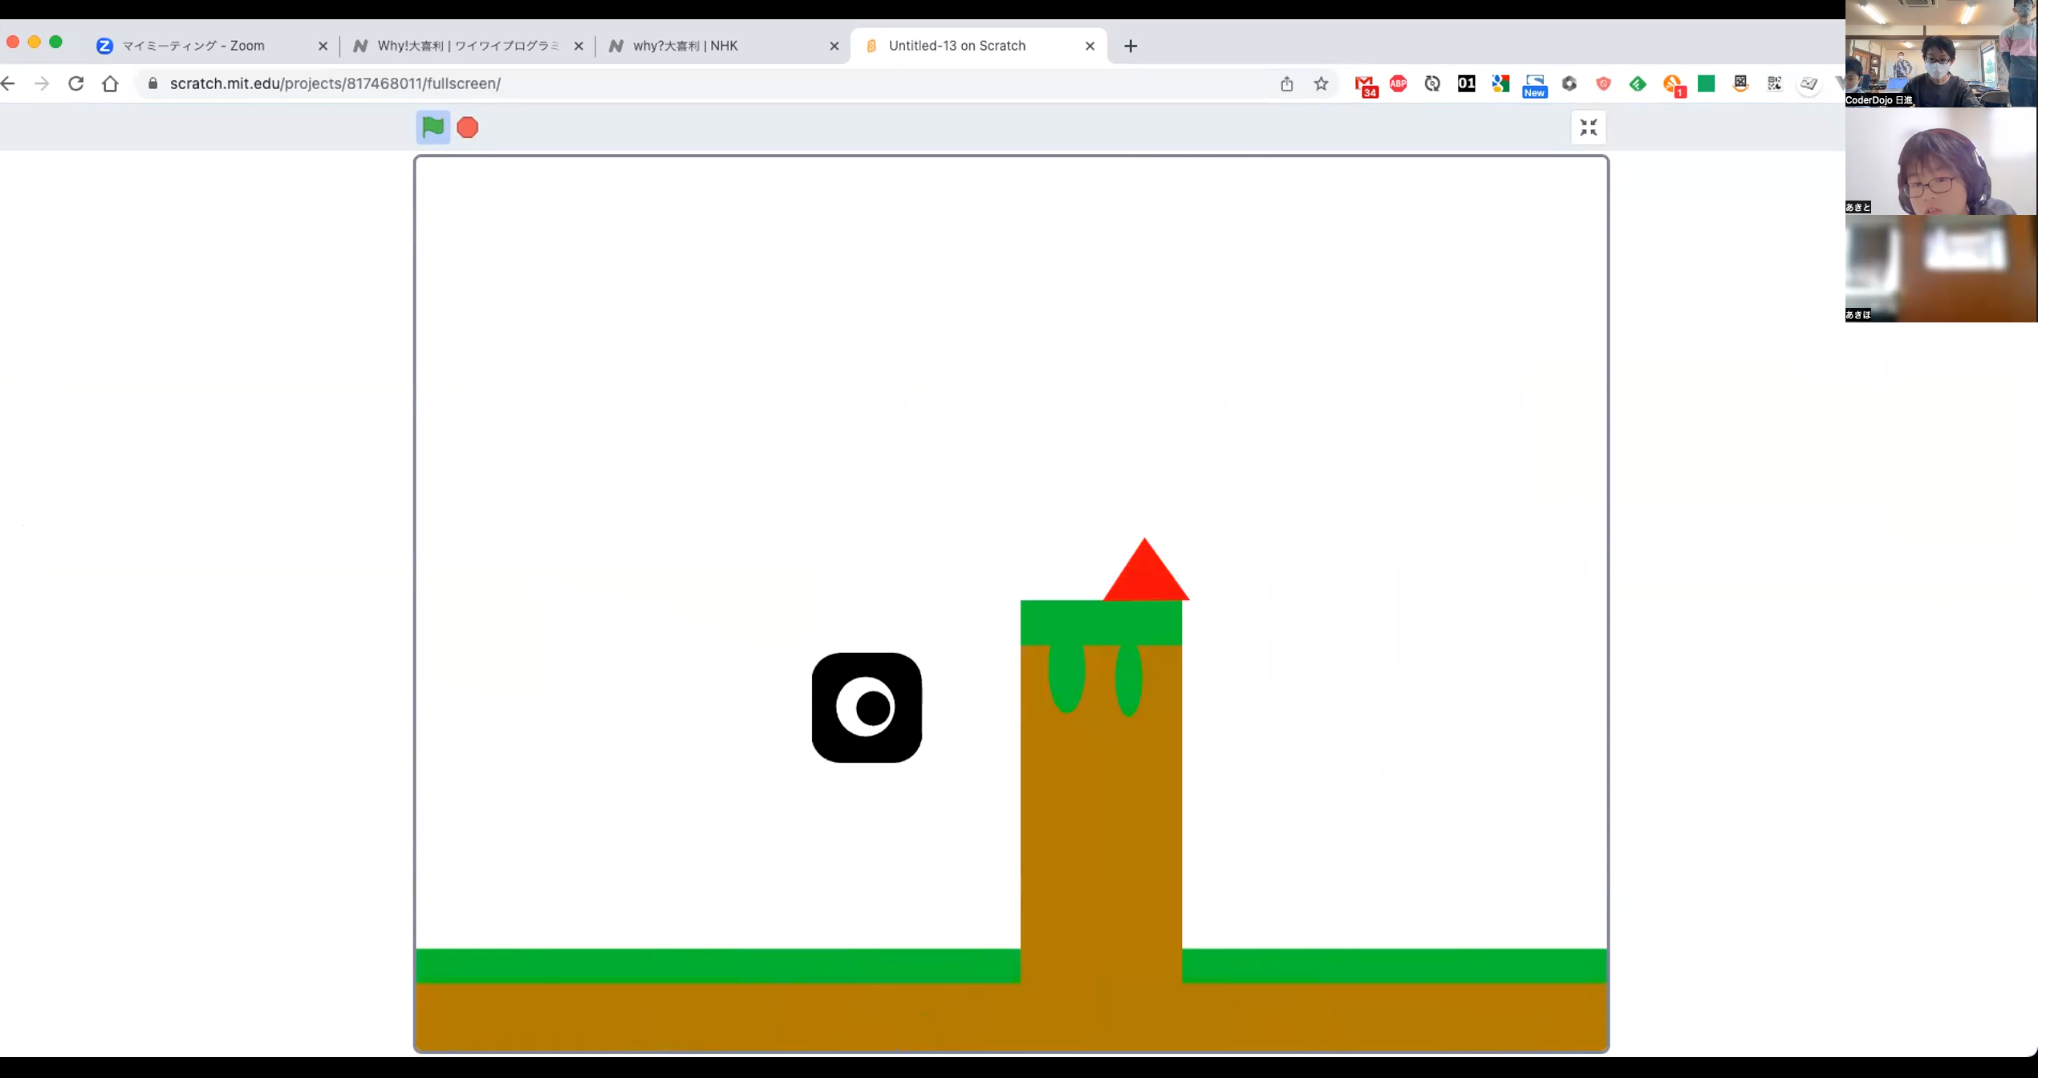 マイミーティング - Zoom
Why!大喜利 | ワイワイプログラミ
why?大喜利 | NHK
Untitled-13 on Scratch
scratch.mit.edu/projects/817468011/fullscreen/
34
ABP
01
New
1
CoderDojo 日進
あきと
あきほ